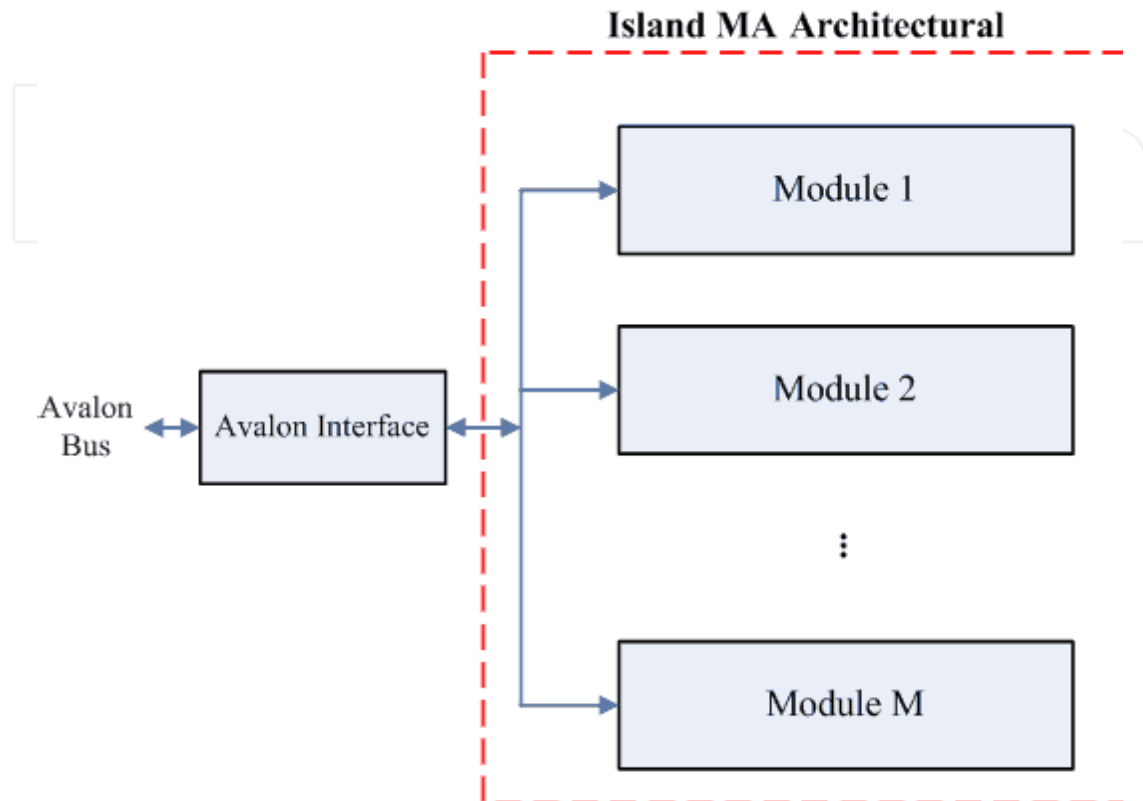 Island MA Architectural
Module 1
Module 2
Avalon
Bus
Avalon Interface
⋮
Module M